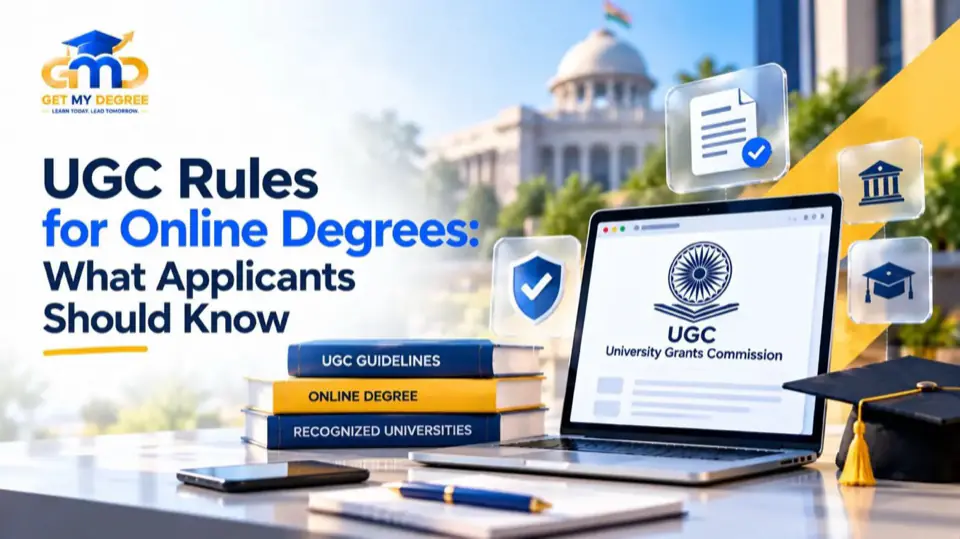 GET MY DEGREE
LEARN TODAY. LEAD TOMORROW.
UGC Rules
for Online Degrees:
What Applicants
Should Know
UGC GUIDELINES
ONLINE DEGREE
RECOGNIZED UNIVERSITIES
UGC
University Grants Commission